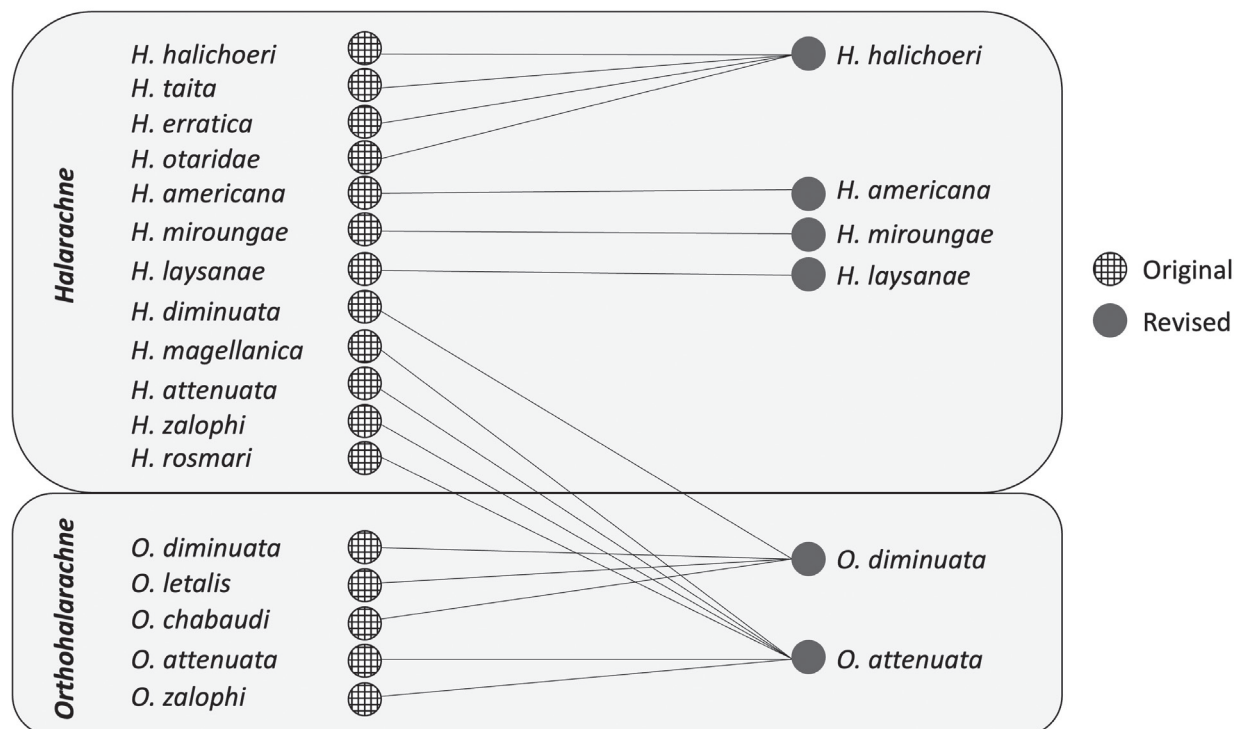 Halarachne
H. halichoeri
H. taita
H. erratica
H. otaridae
H. americana
H. miroungae
H. laysanae
H. diminuata
H. magellanica
H. attenuata
H. zalophi
H. rosmari
H. halichoeri
H. americana
H. miroungae
H. laysanae
Orthohalarachne
O. diminuata
O. letalis
O. chabaudi
O. attenuata
O. zalophi
O. diminuata
O. attenuata
Original
Revised